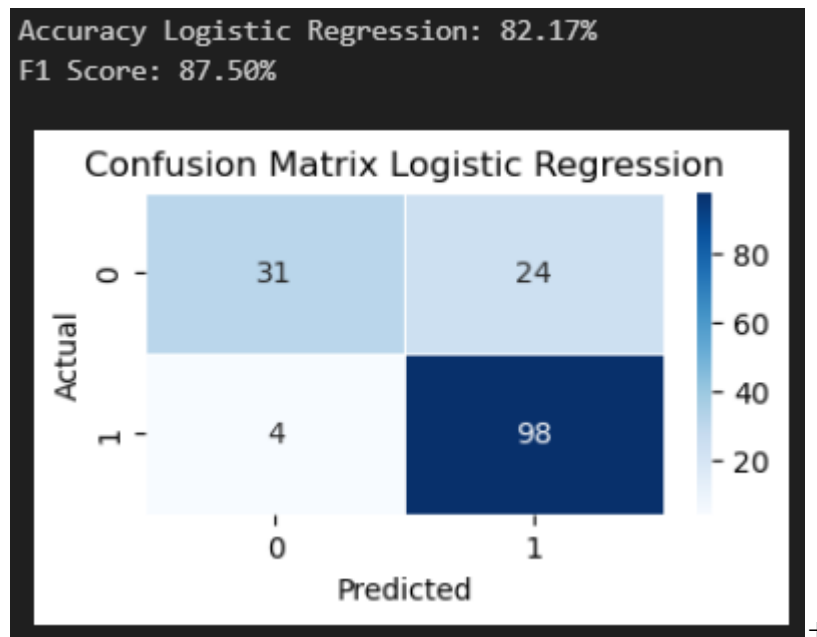 Accuracy Logistic Regression: 82.17%
F1 Score: 87.50%
Confusion Matrix Logistic Regression
0
31
24
80
60
Actual
40
1
4
98
20
0
1
Predicted